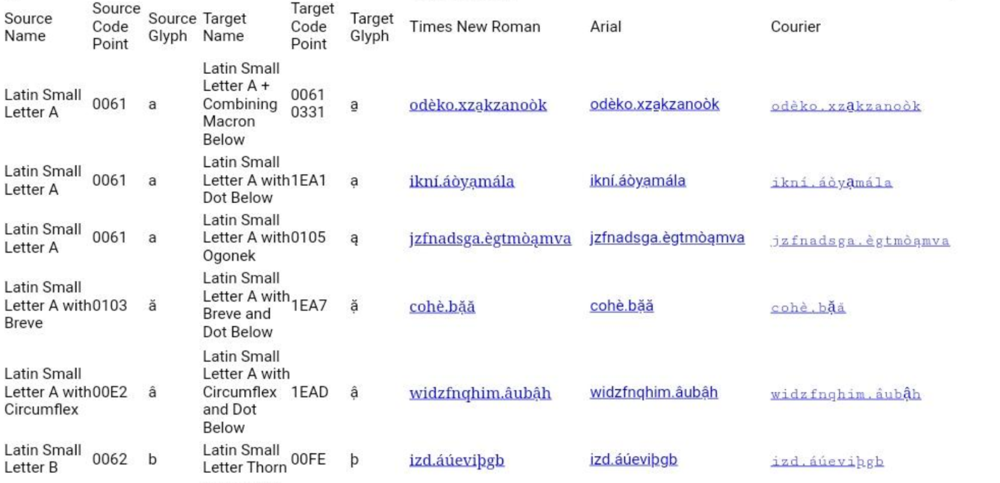 Source Name	Source Code Point	Source Glyph	Target Name	Target Code Point	Target Glyph	Times New Roman	Arial	Courier
Latin Small Letter A	0061	a	Latin Small Letter A + Combining Macron Below	0061 0331	a̱	odèko.xza̱kzanoòk	odèko.xza̱kzanoòk	odèko.xza̱kzanoòk
Latin Small Letter A	0061	a	Latin Small Letter A with Dot Below	1EA1	ạ	ikní.áòyạmála	ikní.áòyạmála	ikní.áòyạmála
Latin Small Letter A	0061	a	Latin Small Letter A with Ogonek	0105	ą	jzfnadsga.ègtmòąmva	jzfnadsga.ègtmòąmva	jzfnadsga.ègtmòąmva
Latin Small Letter A with Breve	0103	ă	Latin Small Letter A with Breve and Dot Below	1EA7	ặ	cohè.bặă	cohè.bặă	cohè.bặă
Latin Small Letter A with Circumflex	00E2	â	Latin Small Letter A with Circumflex and Dot Below	1EAD	ậ	widzfnqhim.âubậh	widzfnqhim.âubậh	widzfnqhim.âubậh
Latin Small Letter B	0062	b	Latin Small Letter Thorn	00FE	þ	izd.áúeviþgb	izd.áúeviþgb	izd.áúeviþgb